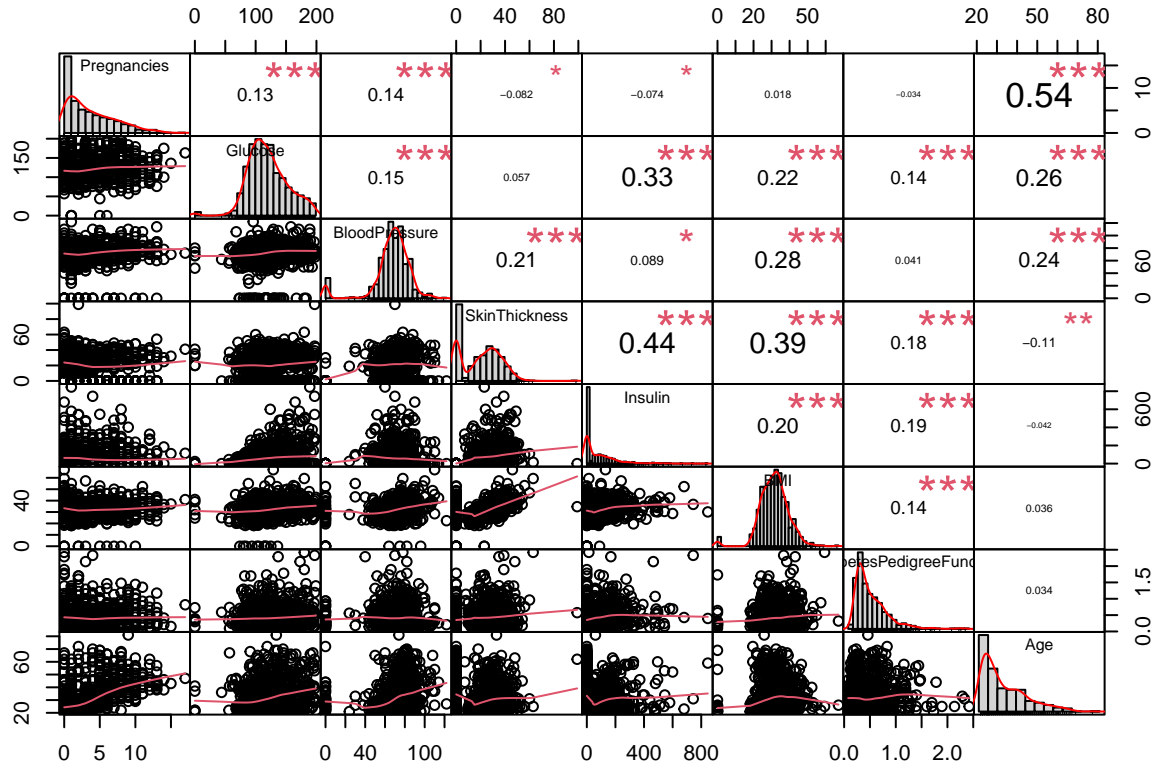 0 100 200 0 40 80 0 20 50 20 40 60 80
Pregnancies *** 0.13 *** 0.14 * −0.082 * −0.074 0.018 −0.034 *** 0.54 0 10
0 150 Glucose *** 0.15 0.057 *** 0.33 *** 0.22 *** 0.14 *** 0.26
BloodPressure *** 0.21 * 0.089 *** 0.28 0.041 *** 0.24 0 60
0 60 SkinThickness *** 0.44 *** 0.39 *** 0.18 ** −0.11
Insulin *** 0.20 *** 0.19 −0.042 0 600
0 40 BMI *** 0.14 0.036
betesPedigreeFunc 0.034 0.0 1.5
20 60 Age
0 5 10 0 40 100 0 400 800 0.0 1.0 2.0